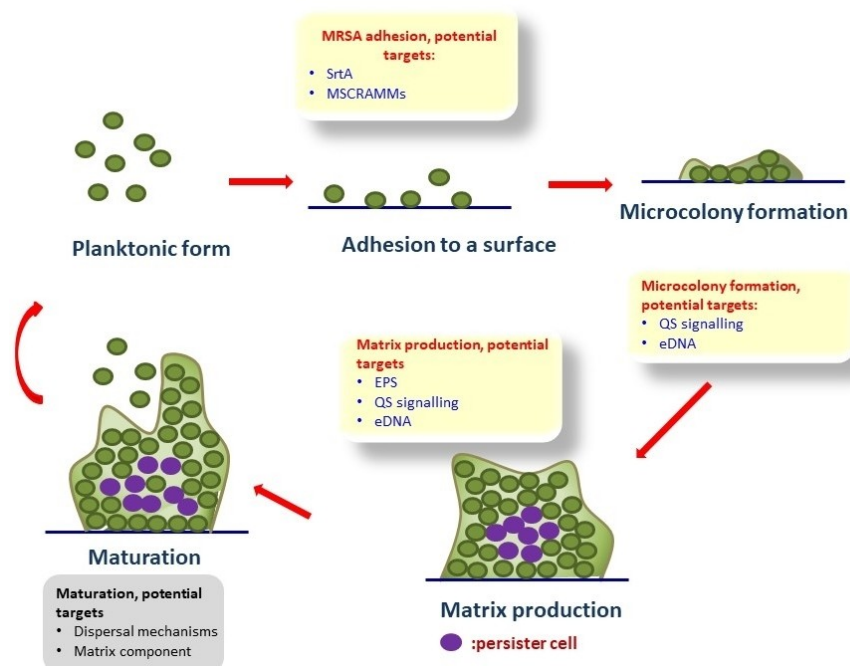 MRSA adhesion, potential
targets:
• SrtA
• MSCRAMMs
Planktonic form
Adhesion to a surface
Microcolony formation
Microcolony formation,
potential targets:
• QS signalling
• eDNA
Matrix production, potential
targets
• EPS
• QS signalling
• eDNA
Maturation
Maturation, potential
targets
• Dispersal mechanisms
• Matrix component
Matrix production
:persister cell